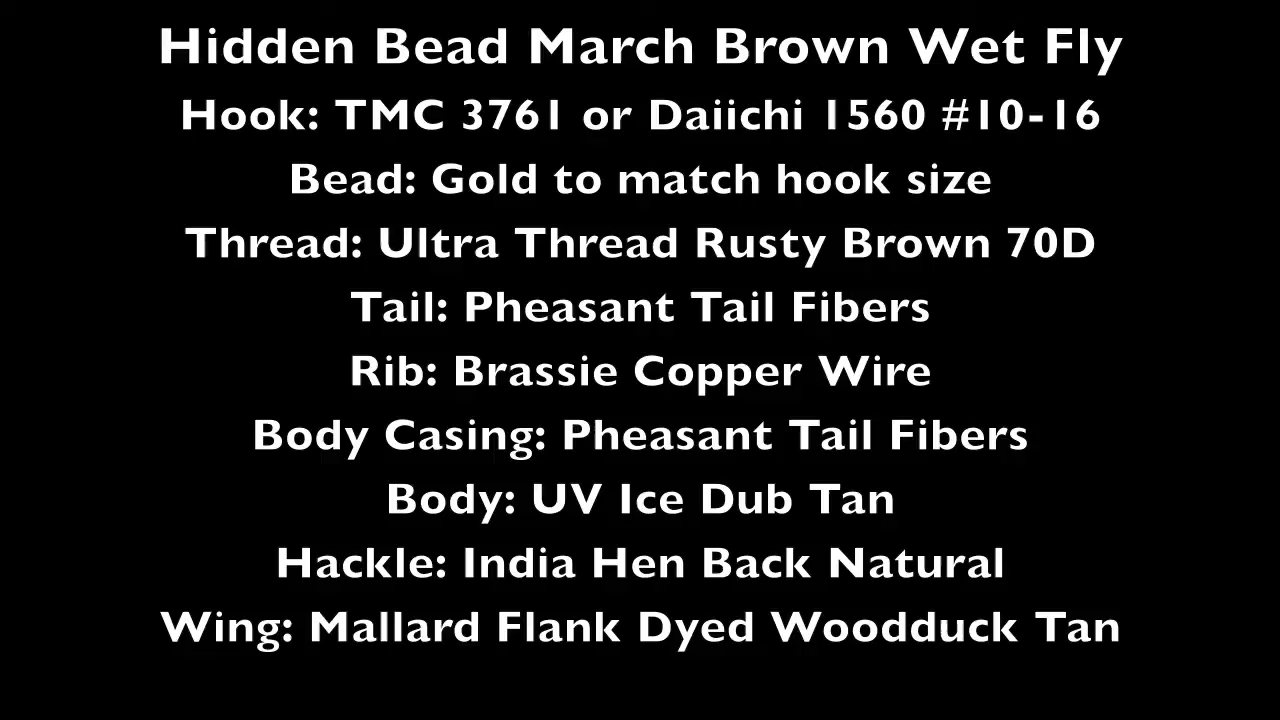 Hidden Bead March Brown Wet Fly
Hook: TMC 3761 or Daiichi 1560 #10-16
Bead: Gold to match hook size
Thread: Ultra Thread Rusty Brown 70D
Tail: Pheasant Tail Fibers
Rib: Brassie Copper Wire
Body Casing: Pheasant Tail Fibers
Body: UV Ice Dub Tan
Hackle: India Hen Back Natural
Wing: Mallard Flank Dyed Woodduck Tan